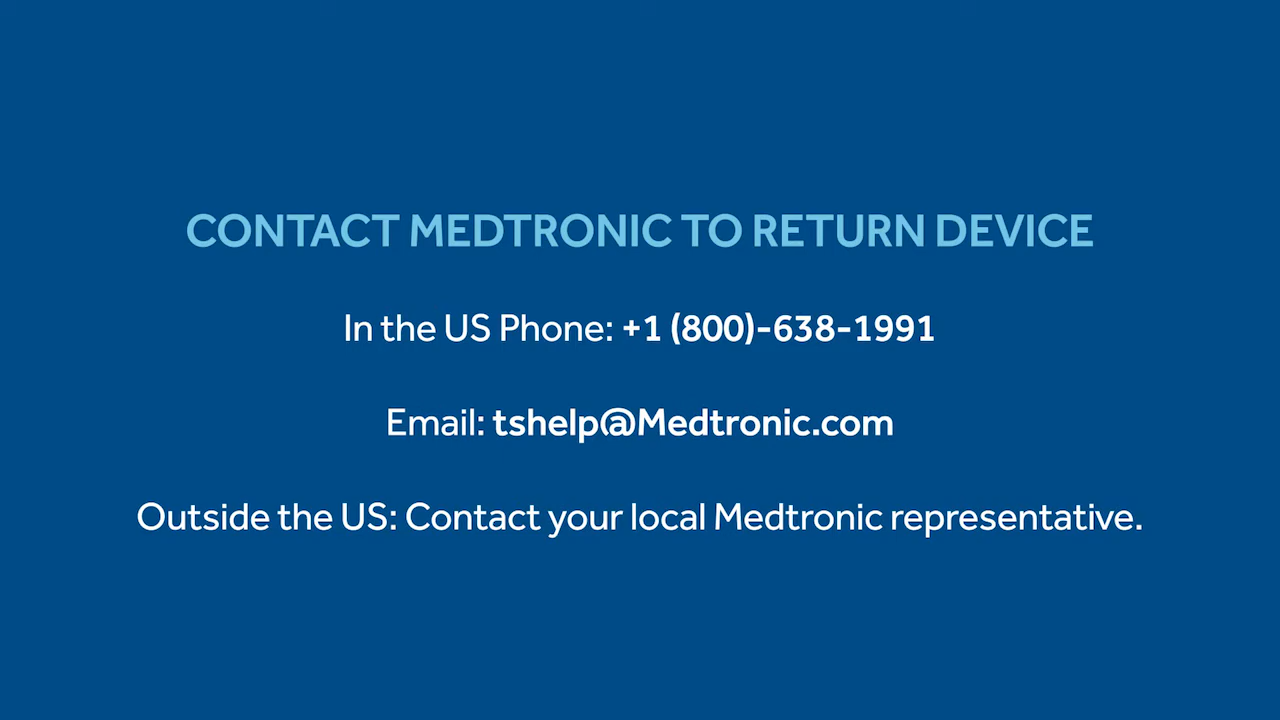 CONTACT MEDTRONIC TO RETURN DEVICE
In the US Phone: +1 (800)-638-1991
Email: tshelp@Medtronic.com
Outside the US: Contact your local Medtronic representative.